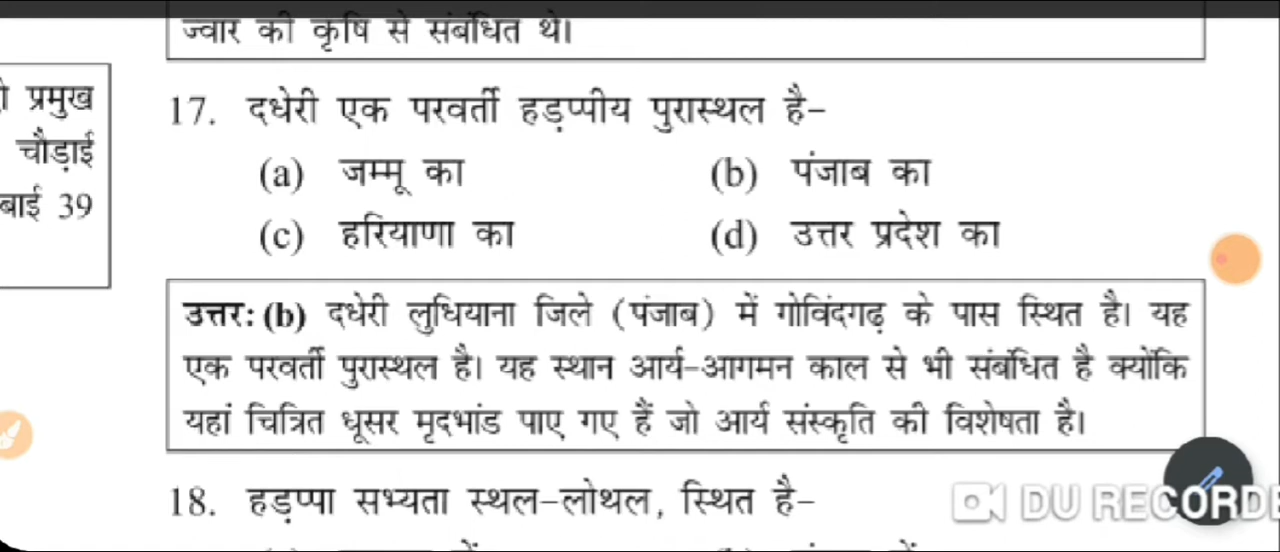 ज्वार की कृषि से संबंधित थे।
प्रमुख
चौड़ाई
39
17. दधेरी एक परवर्ती हड़प्पीय पुरास्थल है-
(a) जम्मू का (b) पंजाब का
(c) हरियाणा का (d) उत्तर प्रदेश का
उत्तर: (b) दधेरी लुधियाना जिले (पंजाब) में गोविंदगढ़ के पास स्थित है। यह
एक परवर्ती पुरास्थल है। यह स्थान आर्य-आगमन काल से भी संबंधित है क्योंकि
यहां चित्रित धूसर मृदभांड पाए गए हैं जो आर्य संस्कृति की विशेषता है।
18. हड़प्पा सभ्यता स्थल-लोथल, स्थित है-
DU RECORDE